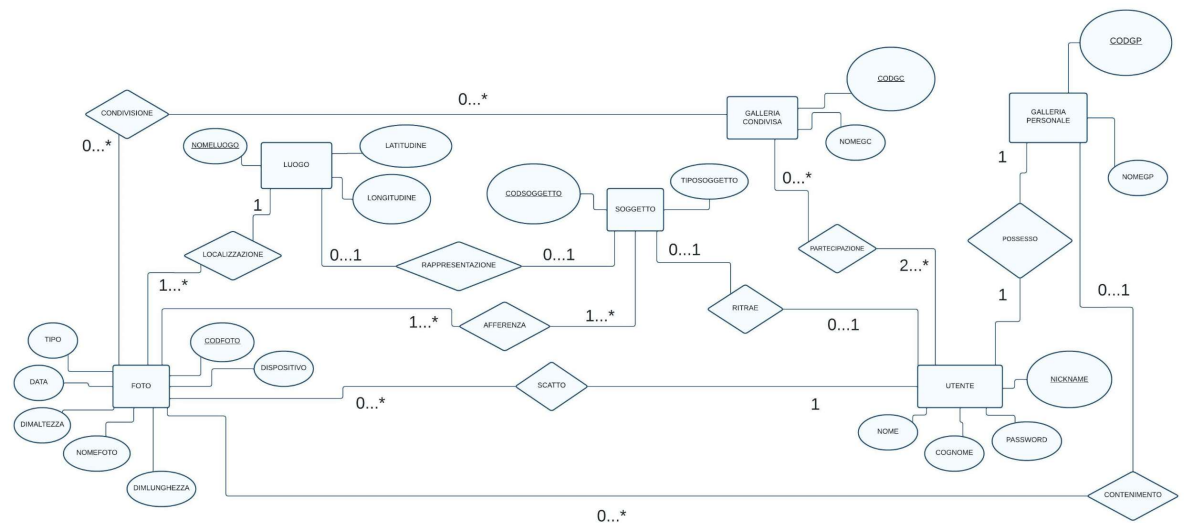 CODGP
CODGC
CONDIVISIONE
0...*
GALLERIA
CONDIVISA
GALLERIA
PERSONALE
0...*
NOMELUOGO
LUOGO
LATITUDINE
NOMEGC
1
NOMEGP
LONGITUDINE
CODSOGGETTO
TIPOSOGGETTO
0...*
SOGGETTO
1
LOCALIZZAZIONE
0...1
RAPPRESENTAZIONE
0...1
0...1
PARTECIPAZIONE
POSSESSO
2...*
1...*
1
0...1
RITRAE
1...*
AFFERENZA
1...*
0...1
TIPO
CODFOTO
DISPOSITIVO
DATA
FOTO
SCATTO
UTENTE
NICKNAME
0...*
1
DIMALTEZZA
NOMEFOTO
NOME
COGNOME
PASSWORD
DIMLUNGHEZZA
CONTENIMENTO
0...*